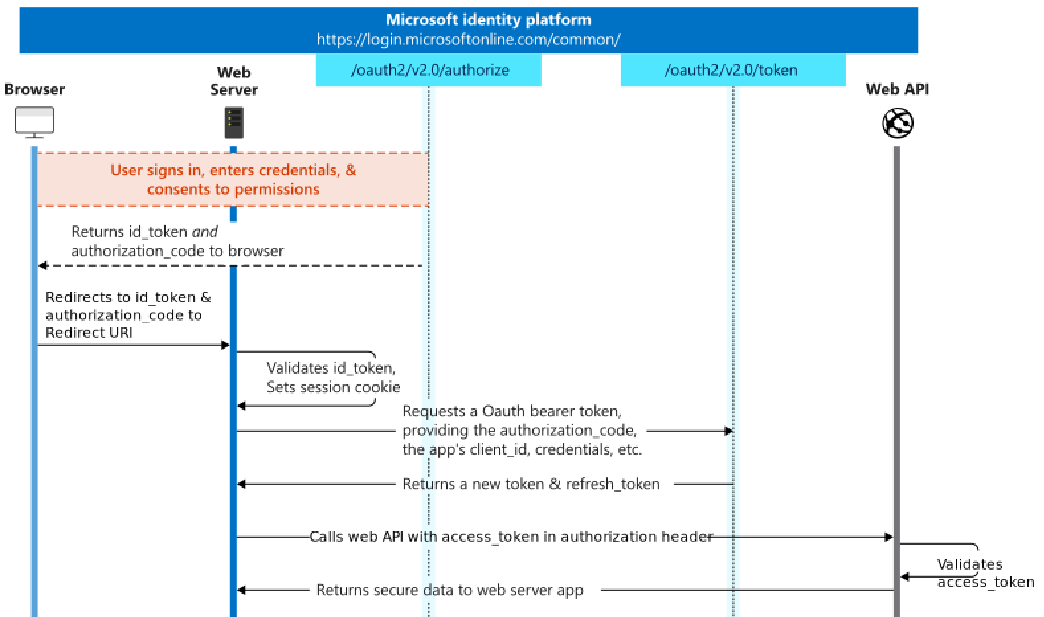 Microsoft identity platform
https://login.microsoftonline.com/common/
/oauth2/v2.0/authorize
/oauth2/v2.0/token
Browser
Web
Server
Web API
User signs in, enters credentials, &
consents to permissions
Returns id_token and
authorization_code to browser
Redirects to id_token &
authorization_code to
Redirect URI
Validates id_token,
Sets session cookie
Requests a Oauth bearer token,
providing the authorization_code,
the app's client_id, credentials, etc.
Returns a new token & refresh_token
Calls web API with access_token in authorization header
Validates
access_token
Returns secure data to web server app